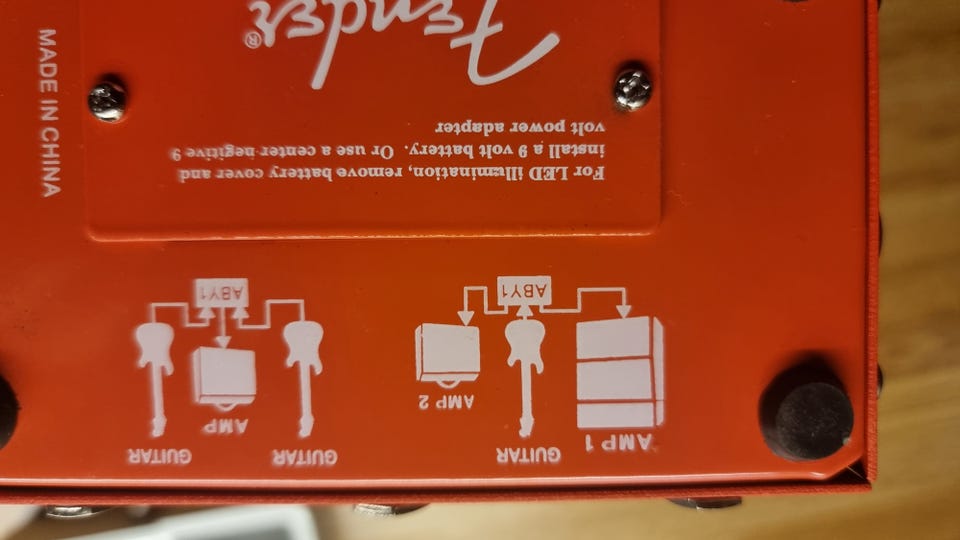 AMP 1
GUITAR
AMP 2
ABY1
GUITAR
AMP
GUITAR
ABY1
For LED illumination, remove battery cover and
install a 9 volt battery. Or use a center negitive 9
volt power adapter
Fender®
MADE IN CHINA